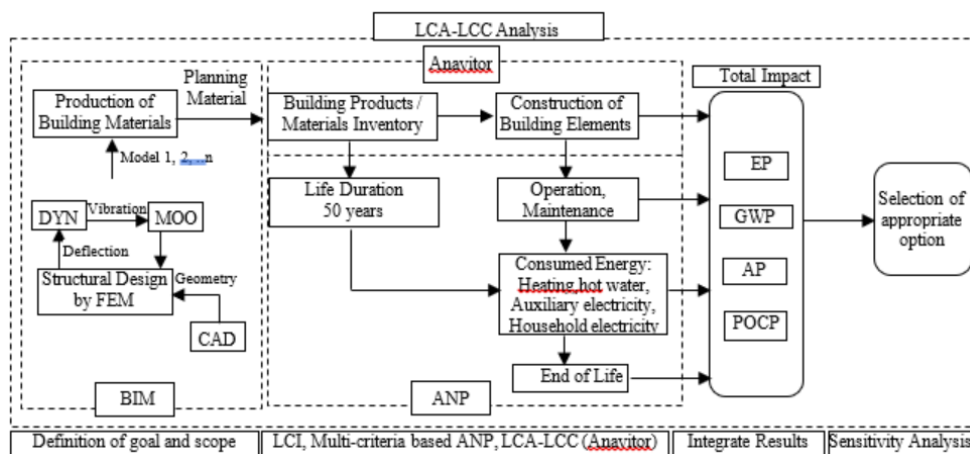 LCA-LCC Analysis
Anavitor
Planning
Material
Production of
Building Materials
Model 1, 2,...n
DYN
Vibration
MOO
Deflection
Structural Design
by FEM
Geometry
CAD
BIM
Building Products /
Materials Inventory
Construction of
Building Elements
Life Duration
50 years
Operation,
Maintenance
Consumed Energy:
Heating,hot water,
Auxiliary electricity,
Household electricity
End of Life
ANP
Total Impact
EP
GWP
AP
POCP
Selection of
appropriate
option
Definition of goal and scope
LCI, Multi-criteria based ANP, LCA-LCC (Anavitor)
Integrate Results
Sensitivity Analysis